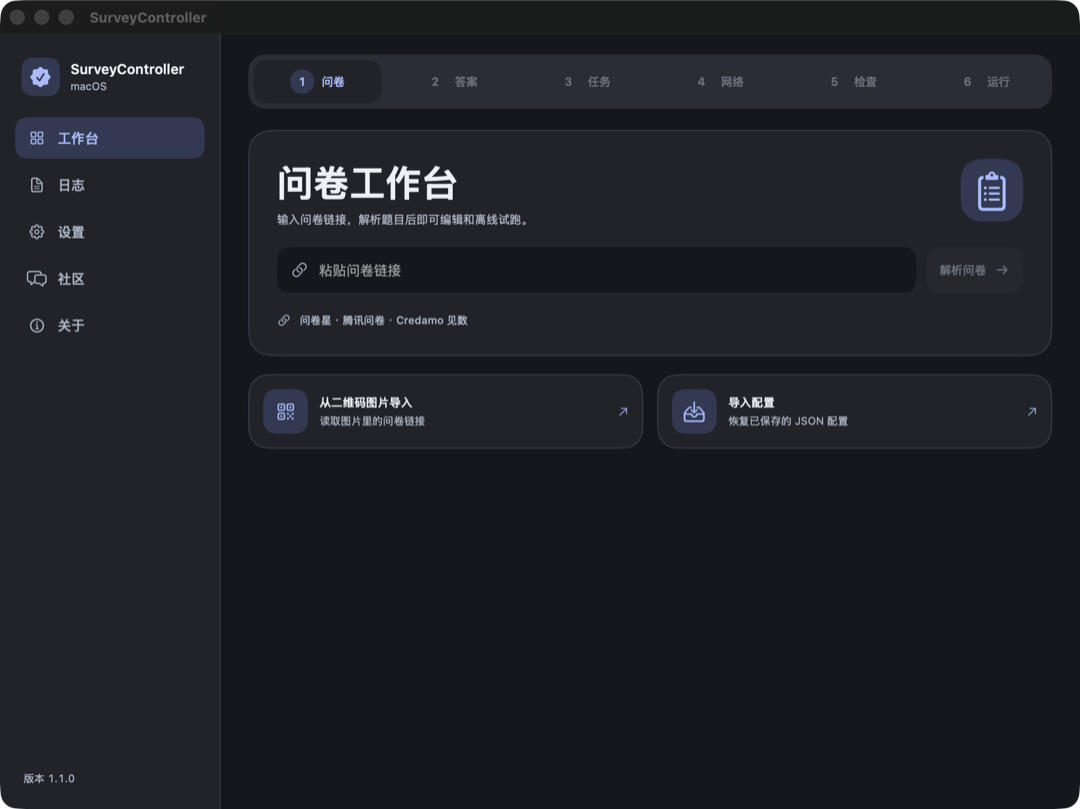 SurveyController
SurveyController
macOS
工作台
日志
设置
社区
关于
版本 1.1.0
1 问卷
2 答案
3 任务
4 网络
5 检查
6 运行
问卷工作台
输入问卷链接，解析题目后即可编辑和离线试跑。
粘贴问卷链接
解析问卷
问卷星 · 腾讯问卷 · Credamo 见数
从二维码图片导入
读取图片里的问卷链接
导入配置
恢复已保存的 JSON 配置